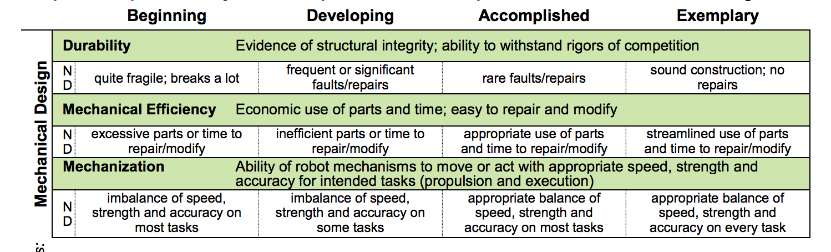 Beginning Developing Accomplished Exemplary
Mechanical Design
Durability Evidence of structural integrity; ability to withstand rigors of competition
N D quite fragile; breaks a lot frequent or significant faults/repairs rare faults/repairs sound construction; no repairs
Mechanical Efficiency Economic use of parts and time; easy to repair and modify
N D excessive parts or time to repair/modify inefficient parts or time to repair/modify appropriate use of parts and time to repair/modify streamlined use of parts and time to repair/modify
Mechanization Ability of robot mechanisms to move or act with appropriate speed, strength and
accuracy for intended tasks (propulsion and execution)
N D imbalance of speed, strength and accuracy on most tasks imbalance of speed, strength and accuracy on some tasks appropriate balance of speed, strength and accuracy on most tasks appropriate balance of speed, strength and accuracy on every task